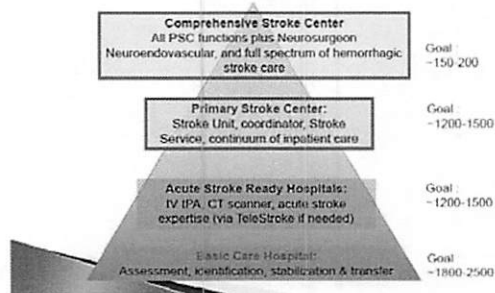 Comprehensive Stroke Center
All PSC functions plus Neurosurgeon
Neuroendovascular, and full spectrum of hemorrhagic
stroke care
Goal :
~150-200
Primary Stroke Center:
Stroke Unit, coordinator, Stroke
Service, continuum of inpatient care
Goal :
~1200-1500
Acute Stroke Ready Hospitals:
IV tPA, CT scanner, acute stroke
expertise (via TeleStroke if needed)
Goal :
~1200-1500
Basic Care Hospital:
Assessment, identification, stabilization & transfer
Goal
~1800-2500